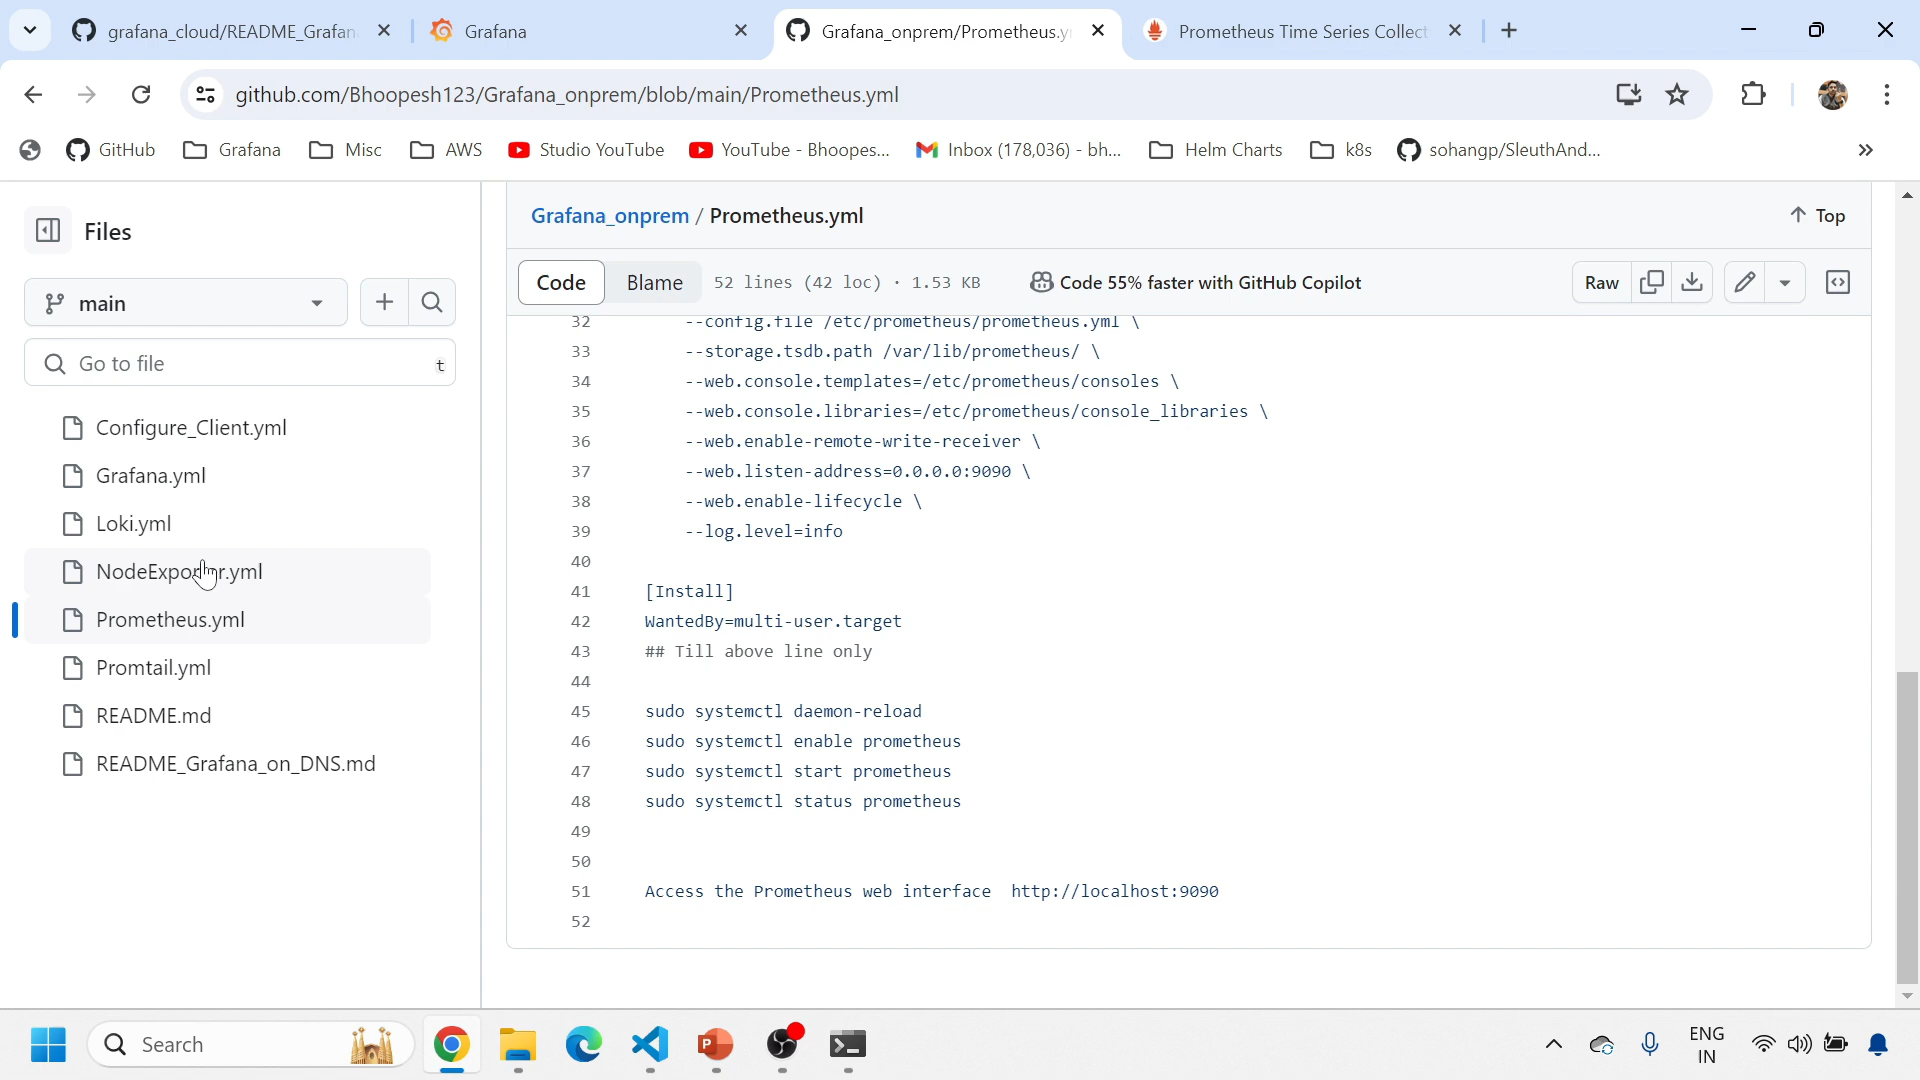 grafana_cloud/README_Grafan
Grafana
Grafana_onprem/Prometheus.y
Prometheus Time Series Collect
github.com/Bhoopesh123/Grafana_onprem/blob/main/Prometheus.yml
GitHub
Grafana
Misc
AWS
Studio YouTube
YouTube - Bhoopes...
Inbox (178,036) - bh...
Helm Charts
k8s
sohangp/SleuthAnd...
Files
main
Go to file
t
Configure_Client.yml
Grafana.yml
Loki.yml
NodeExporter.yml
Prometheus.yml
Promtail.yml
README.md
README_Grafana_on_DNS.md
Grafana_onprem / Prometheus.yml
Top
Code
Blame
52 lines (42 loc) · 1.53 KB
Code 55% faster with GitHub Copilot
Raw
32 --config.file /etc/prometheus/prometheus.yml \
33 --storage.tsdb.path /var/lib/prometheus/ \
34 --web.console.templates=/etc/prometheus/consoles \
35 --web.console.libraries=/etc/prometheus/console_libraries \
36 --web.enable-remote-write-receiver \
37 --web.listen-address=0.0.0.0:9090 \
38 --web.enable-lifecycle \
39 --log.level=info
40
41 [Install]
42 WantedBy=multi-user.target
43 ## Till above line only
44
45 sudo systemctl daemon-reload
46 sudo systemctl enable prometheus
47 sudo systemctl start prometheus
48 sudo systemctl status prometheus
49
50
51 Access the Prometheus web interface http://localhost:9090
52
Search
ENG
IN